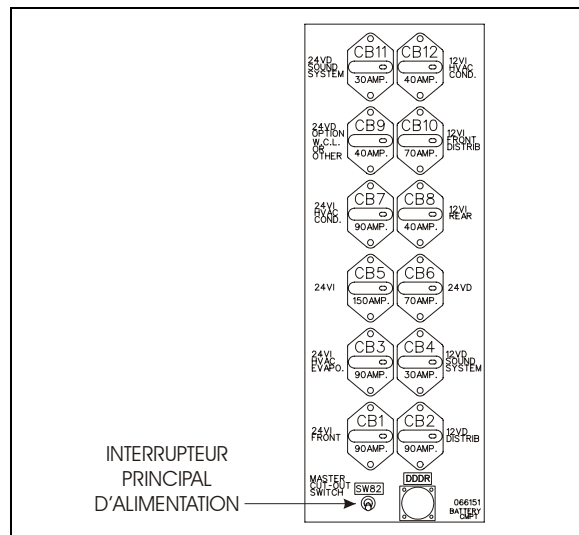 24VD
SOUND
SYSTEM
CB11
30AMP.
CB12
40AMP.
12VI
HVAC
COND.
24VD
OPTION
W.C.L.
OR
OTHER
CB9
40AMP.
CB10
70AMP.
12VI
FRONT
DISTRIB
24VI
HVAC
COND.
CB7
90AMP.
CB8
40AMP.
12VI
REAR
24VI
CB5
150AMP.
CB6
70AMP.
24VD
24VI
HVAC
EVAPO.
CB3
90AMP.
CB4
30AMP.
12VD
SOUND
SYSTEM
24VI
FRONT
CB1
90AMP.
CB2
90AMP.
12VD
DISTRIB
INTERRUPTEUR
PRINCIPAL
D'ALIMENTATION
MASTER
CUT-OUT
SWITCH
SW82
DDDR
066151
BATTERY
CMPT